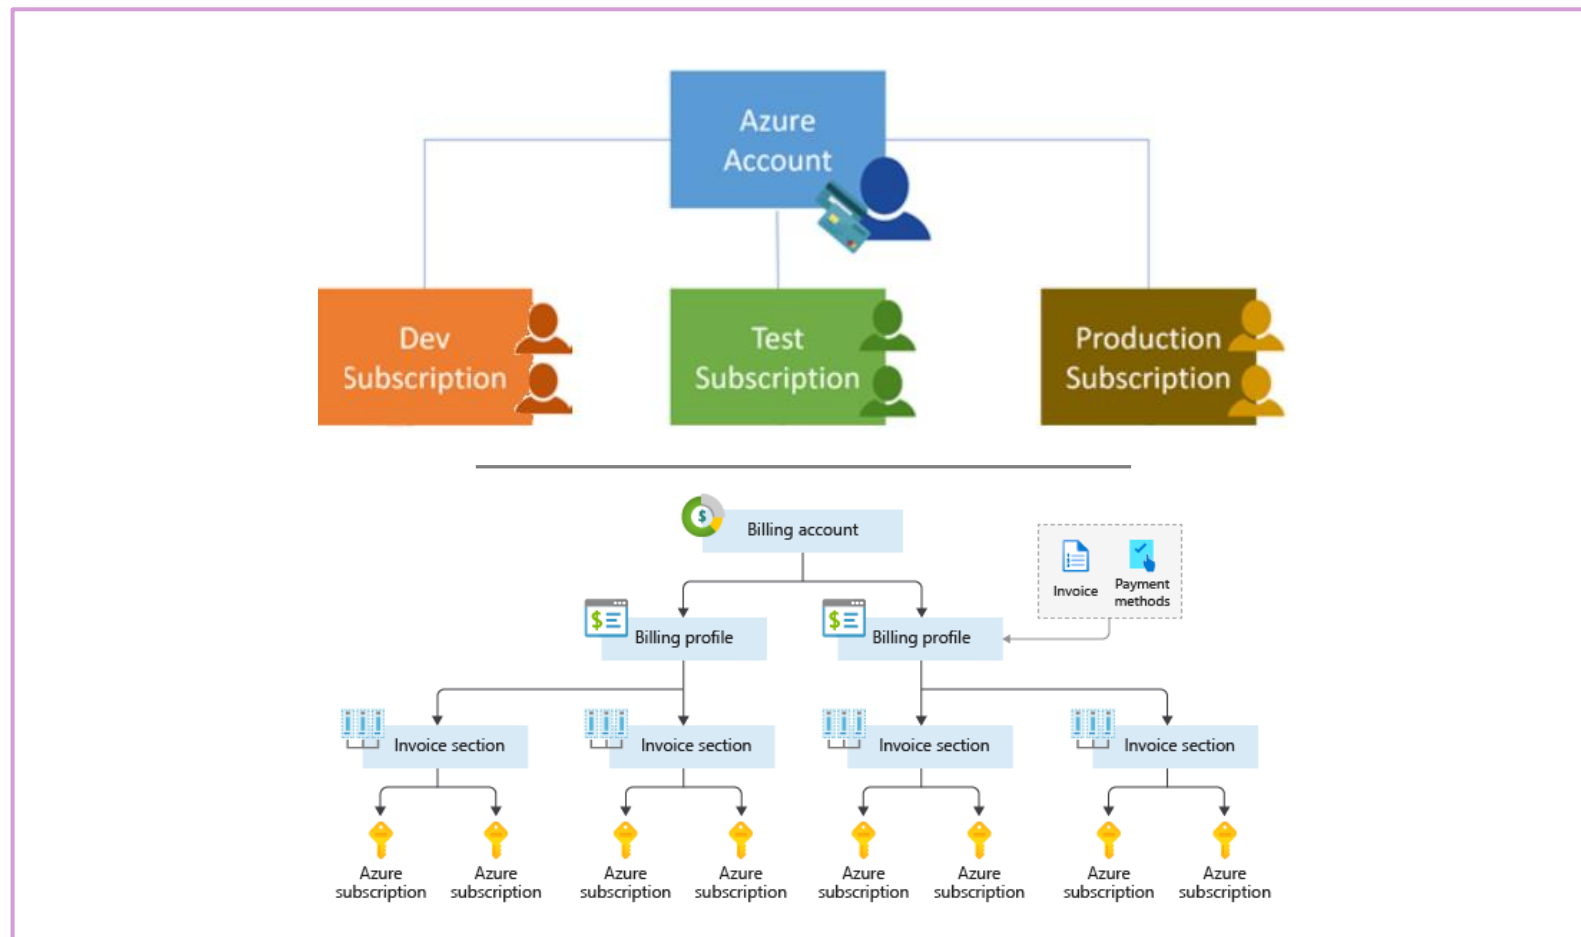 Azure
Account
Dev
Subscription
Test
Subscription
Production
Subscription
$
Billing account
Invoice
Payment
methods
$
Billing profile
$
Billing profile
Invoice section
Invoice section
Invoice section
Invoice section
Azure
subscription
Azure
subscription
Azure
subscription
Azure
subscription
Azure
subscription
Azure
subscription
Azure
subscription
Azure
subscription